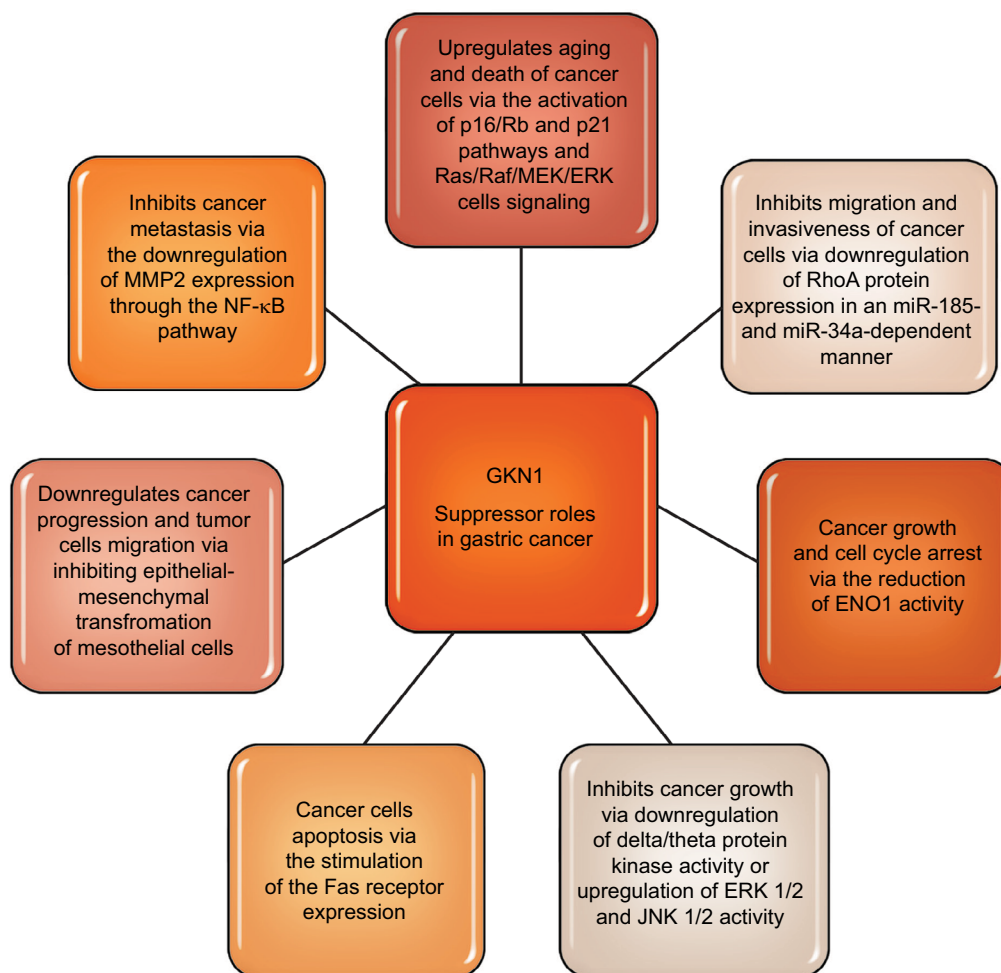 Upregulates aging
and death of cancer
cells via the activation
of p16/Rb and p21
pathways and
Ras/Raf/MEK/ERK
cells signaling
Inhibits cancer
metastasis via
the downregulation
of MMP2 expression
through the NF-κB
pathway
Inhibits migration and
invasiveness of cancer
cells via downregulation
of RhoA protein
expression in an miR-185-
and miR-34a-dependent
manner
GKN1
Suppressor roles
in gastric cancer
Downregulates cancer
progression and tumor
cells migration via
inhibiting epithelial-
mesenchymal
transfromation
of mesothelial cells
Cancer growth
and cell cycle arrest
via the reduction
of ENO1 activity
Cancer cells
apoptosis via
the stimulation
of the Fas receptor
expression
Inhibits cancer growth
via downregulation
of delta/theta protein
kinase activity or
upregulation of ERK 1/2
and JNK 1/2 activity